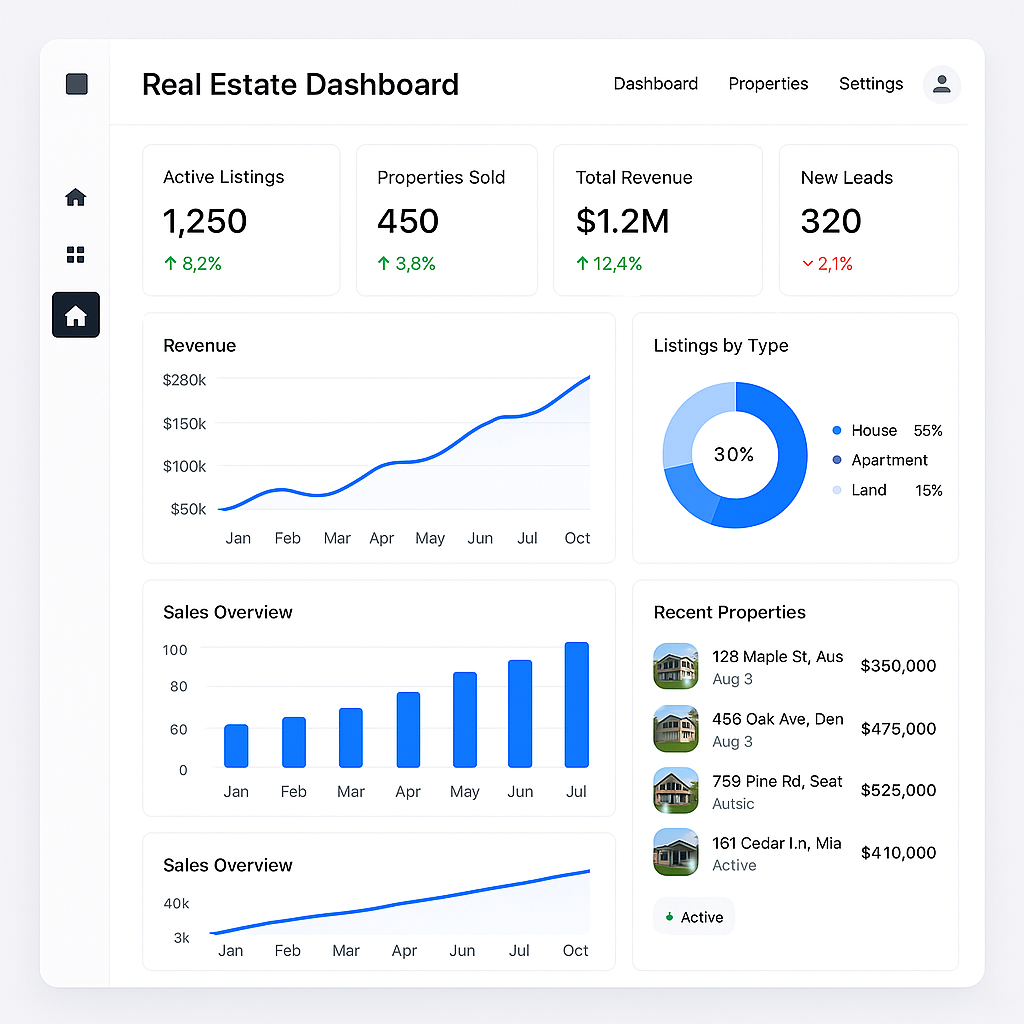 Real Estate Dashboard
Dashboard Properties Settings
Active Listings
1,250
↑ 8,2%
Properties Sold
450
↑ 3,8%
Total Revenue
$1.2M
↑ 12,4%
New Leads
320
2,1%
Revenue
$280k
$150k
$100k
$50k
Jan Feb Mar Apr May Jun Jul Oct
Listings by Type
30%
House 55%
Apartment
Land 15%
Sales Overview
100
80
60
0
Jan Feb Mar Apr May Jun Jul
Recent Properties
128 Maple St, Aus $350,000
Aug 3
456 Oak Ave, Den $475,000
Aug 3
759 Pine Rd, Seat $525,000
Autsic
161 Cedar I.n, Mia $410,000
Active
Active
Sales Overview
40k
3k
Jan Feb Mar Apr Jum Jul Oct